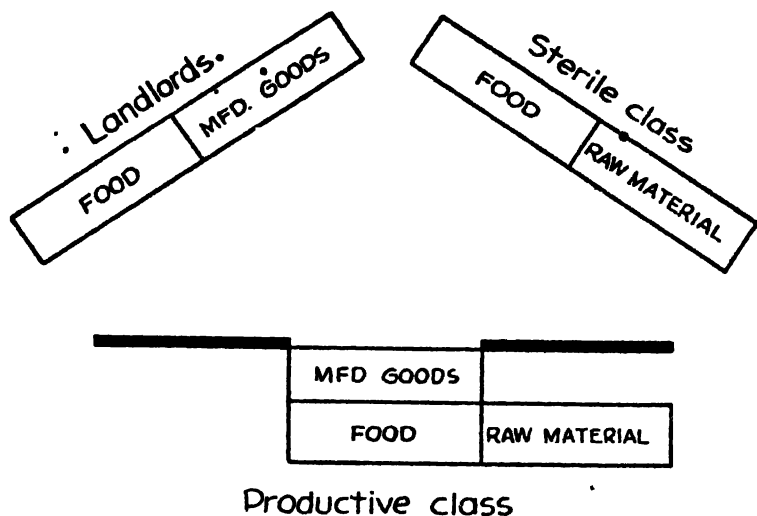 Landlords.
FOOD
MFD. GOODS
Sterile class
FOOD
RAW MATERIAL
MFD GOODS
FOOD
RAW MATERIAL
Productive class